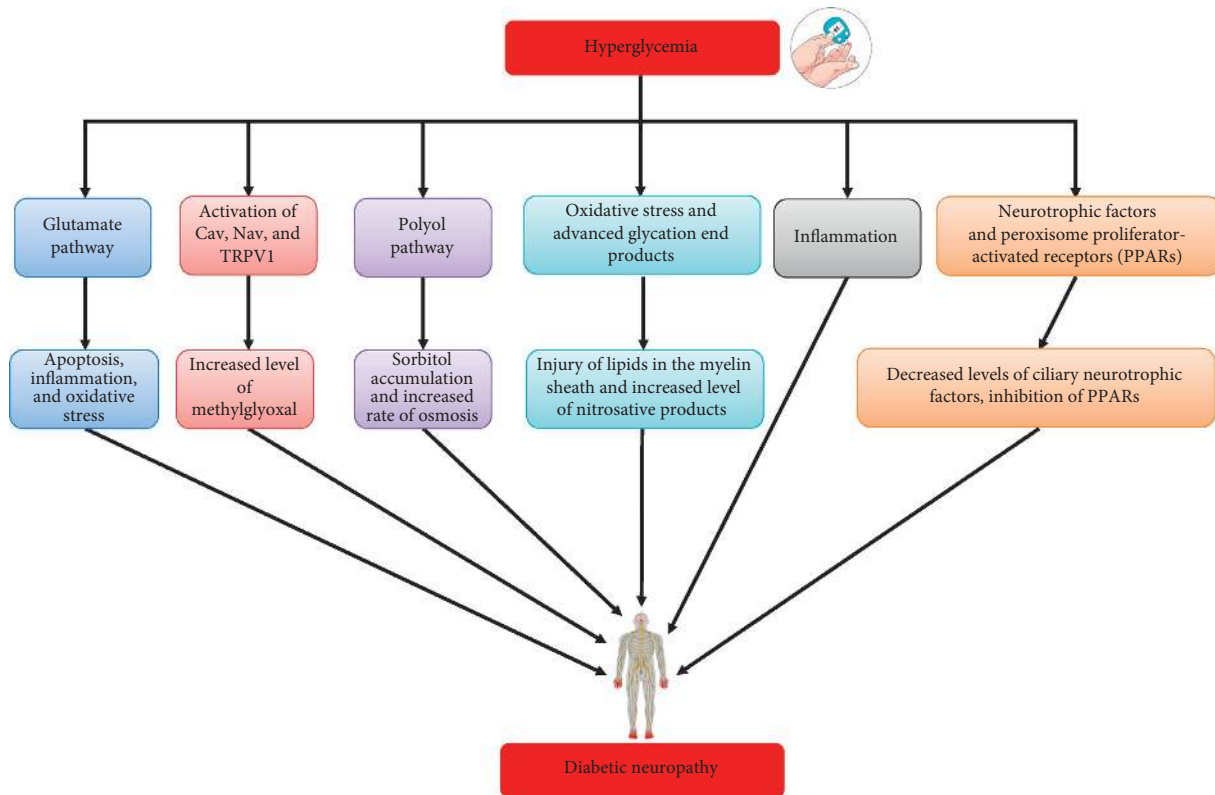 Hyperglycemia
Glutamate
pathway
Activation of
Cav, Nav, and
TRPV1
Polyol
pathway
Oxidative stress and
advanced glycation end
products
Inflammation
Neurotrophic factors
and peroxisome proliferator-
activated receptors (PPARs)
Apoptosis,
inflammation,
and oxidative
stress
Increased level
of
methylglyoxal
Sorbitol
accumulation
and increased
rate of osmosis
Injury of lipids in the myelin
sheath and increased level
of nitrosative products
Decreased levels of ciliary neurotrophic
factors, inhibition of PPARs
Diabetic neuropathy